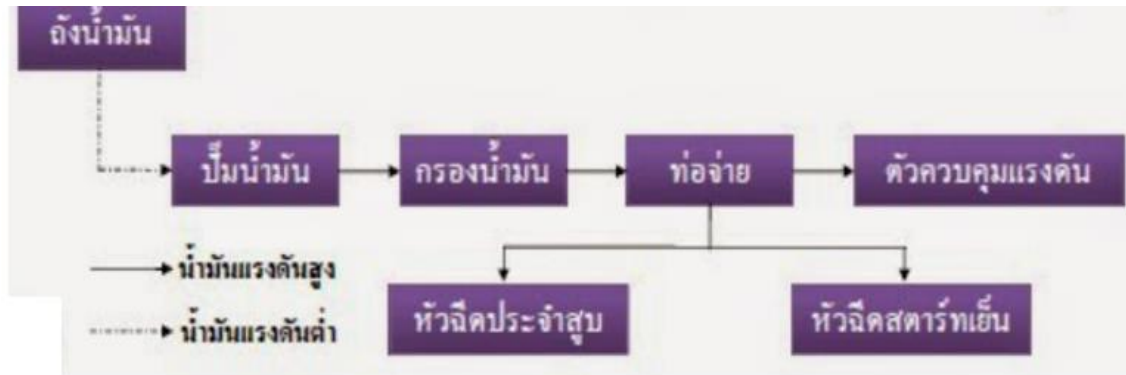 ถังน้ำมัน
ปั๊มน้ำมัน
กรองน้ำมัน
ท่อจ่าย
ตัวควบคุมแรงดัน
น้ำมันแรงดันสูง
น้ำมันแรงดันต่ำ
หัวฉีดประจำสูบ
หัวฉีดสตาร์ทเย็น